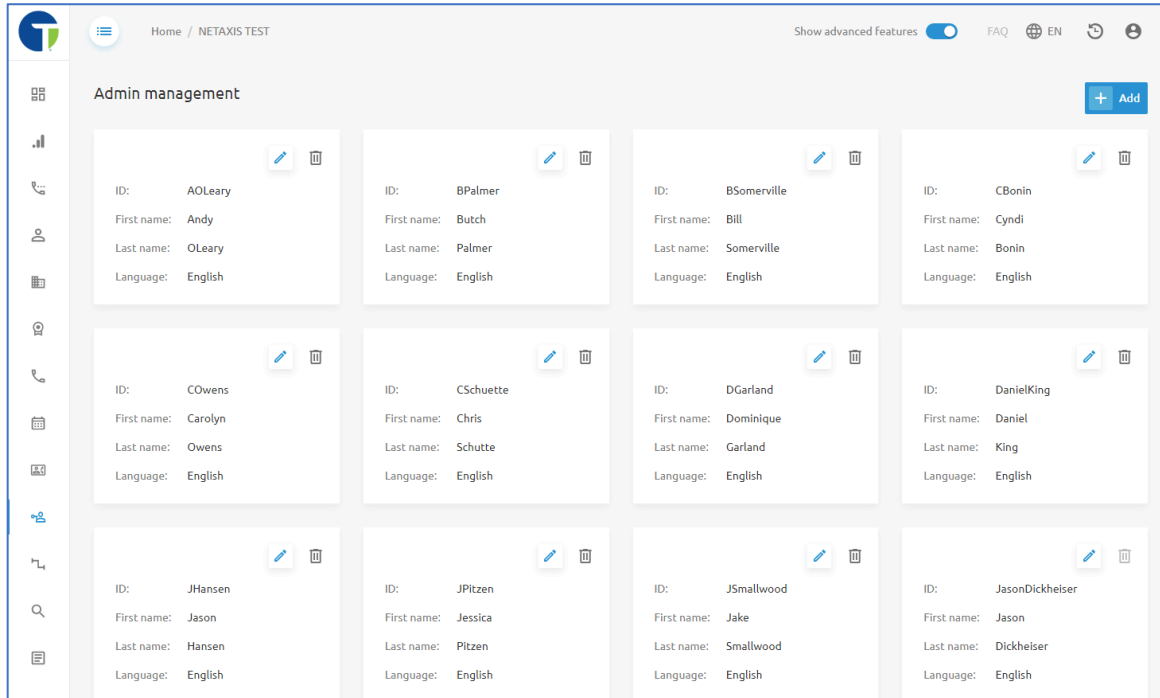 Home / NETAXIS TEST
Show advanced features
FAQ
EN
Admin management
+ Add
ID: AOLeary
First name: Andy
Last name: OLeary
Language: English
ID: BPalmer
First name: Butch
Last name: Palmer
Language: English
ID: BSomerville
First name: Bill
Last name: Somerville
Language: English
ID: CBonin
First name: Cyndi
Last name: Bonin
Language: English
ID: COwens
First name: Carolyn
Last name: Owens
Language: English
ID: CSchuette
First name: Chris
Last name: Schutte
Language: English
ID: DGarland
First name: Dominique
Last name: Garland
Language: English
ID: DanielKing
First name: Daniel
Last name: King
Language: English
ID: JHansen
First name: Jason
Last name: Hansen
Language: English
ID: JPitzen
First name: Jessica
Last name: Pitzen
Language: English
ID: JSmallwood
First name: Jake
Last name: Smallwood
Language: English
ID: JasonDickheiser
First name: Jason
Last name: Dickheiser
Language: English